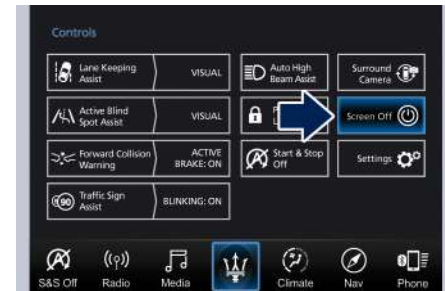 Controls
Lane Keeping
Assist
VISUAL
Auto High
Beam Assist
Surround
Camera
Active Blind
Spot Assist
VISUAL
Screen Off
Forward Collision
Warning
ACTIVE
BRAKE: ON
Start & Stop
Off
Settings
90
Traffic Sign
Assist
BLINKING: ON
S&S Off
Radio
Media
Climate
Nav
Phone